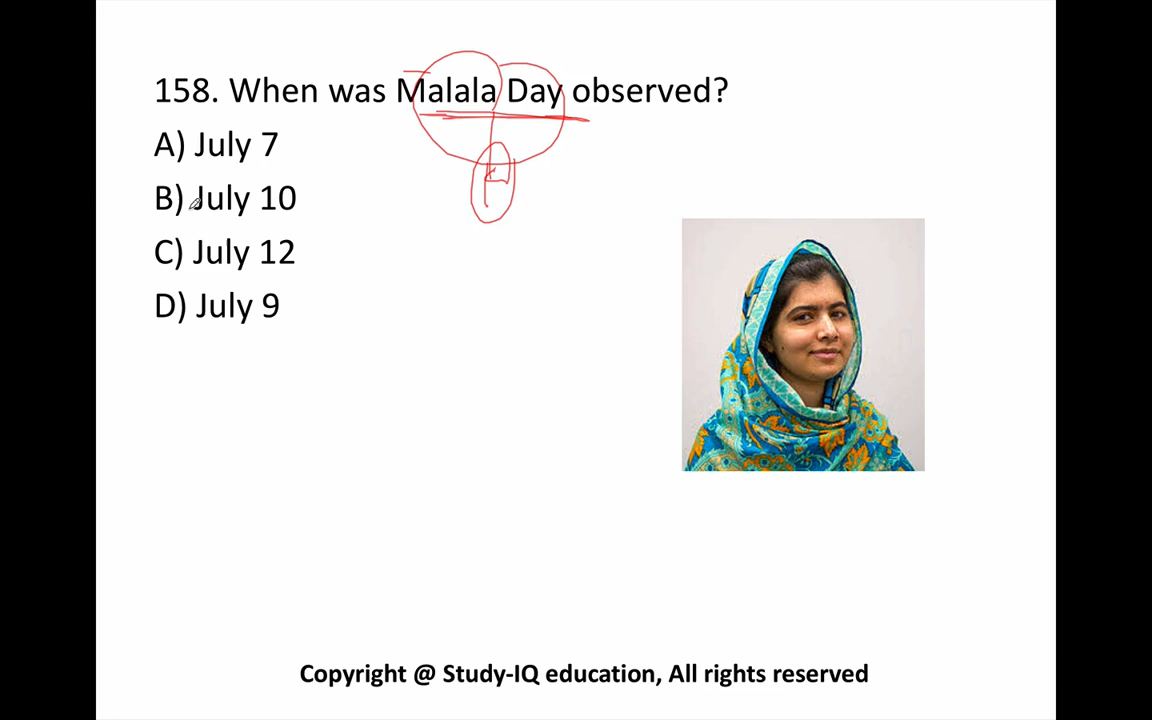 158. When was Malala Day observed?
A) July 7
B) July 10
C) July 12
D) July 9
Copyright @ Study-IQ education, All rights reserved